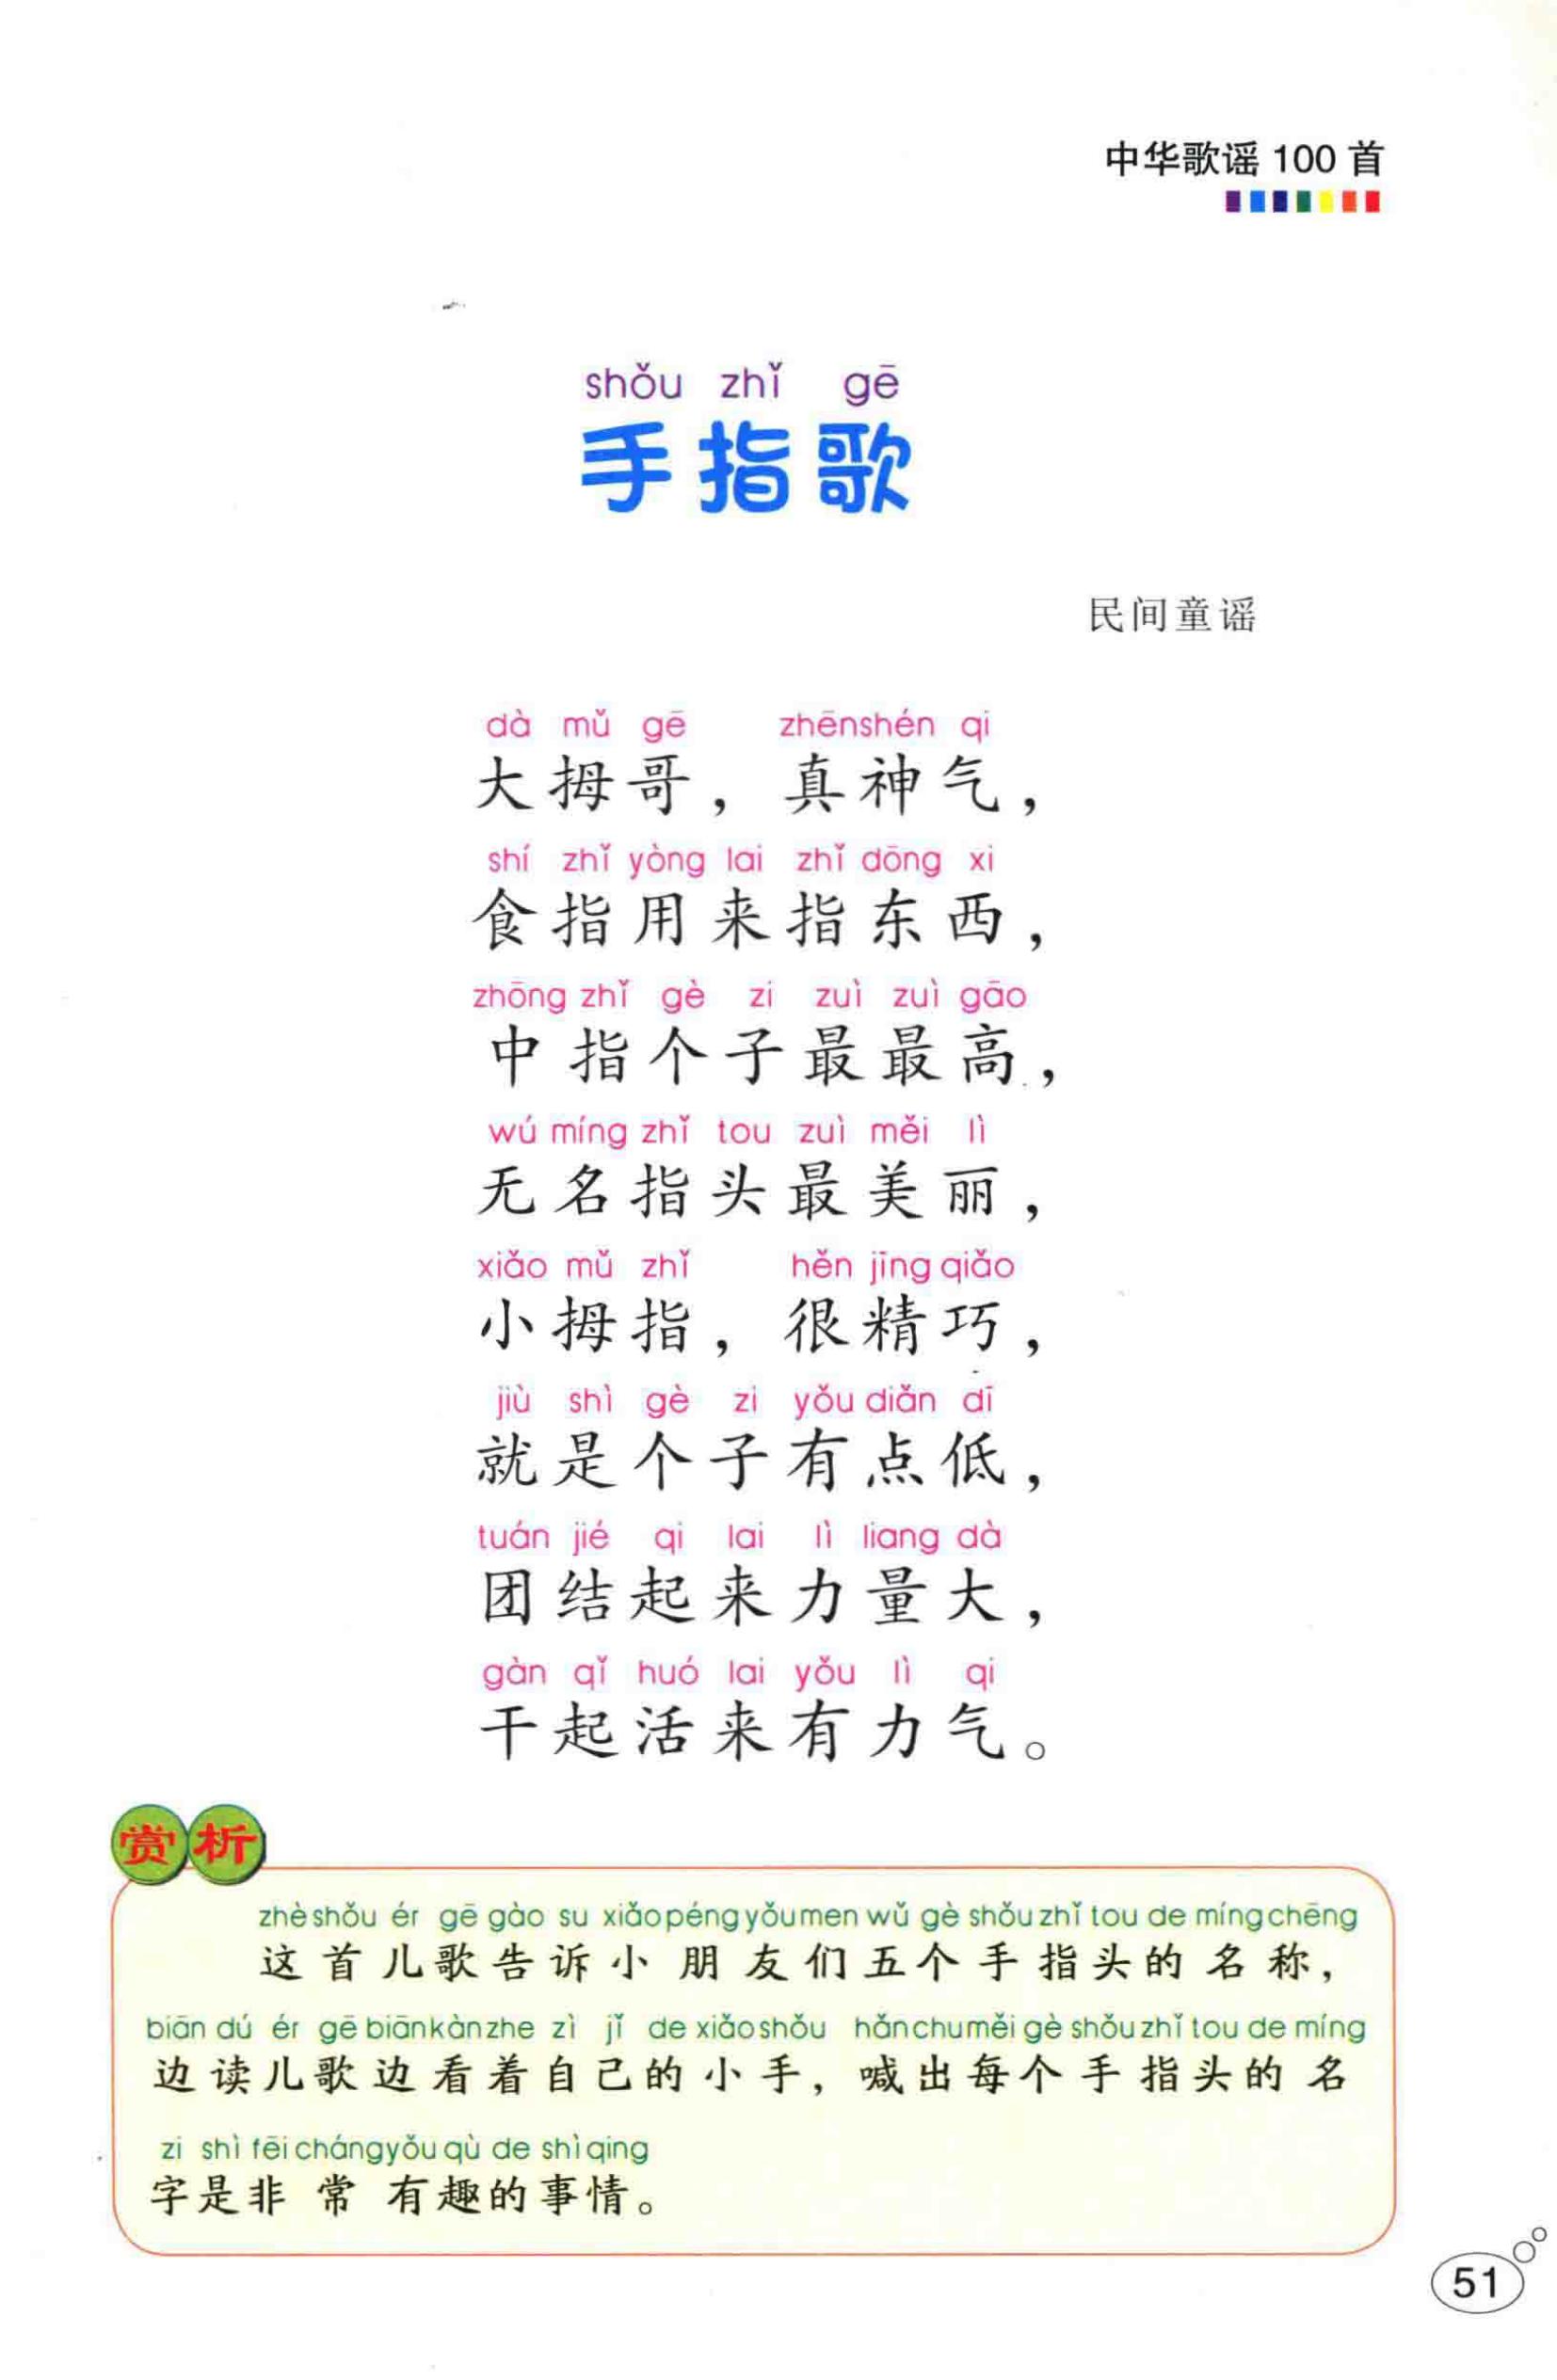 中华歌谣 100 首
shǒu zhǐ gē
手指歌
民间童谣
dà mǔ gē zhēnshén qi
大拇哥，真神气，
shí zhǐ yòng lai zhǐ dōng xi
食指用来指东西，
zhōng zhǐ gè zi zuì zuì gāo
中指个子最最高，
wú míng zhǐ tou zuì měi lì
无名指头最美丽，
xiǎo mǔ zhǐ hěn jīng qiǎo
小拇指，很精巧，
jiù shì gè zi yǒu diǎn dī
就是个子有点低，
tuán jié qi lai lì liang dà
团结起来力量大，
gàn qǐ huó lai yǒu lì qi
干起活来有力气。
赏析
zhè shǒu ér gē gào su xiǎo péng yǒu men wǔ gè shǒu zhǐ tou de míng chēng
这首儿歌告诉小朋友们五个手指头的名称，
biān dú ér gē biān kàn zhe zì jǐ de xiǎo shǒu hǎn chu měi gè shǒu zhǐ tou de míng
边读儿歌边看着自己的小手，喊出每个手指头的名
zi shì fēi cháng yǒu qù de shì qing
字是非常有趣的事情。
51